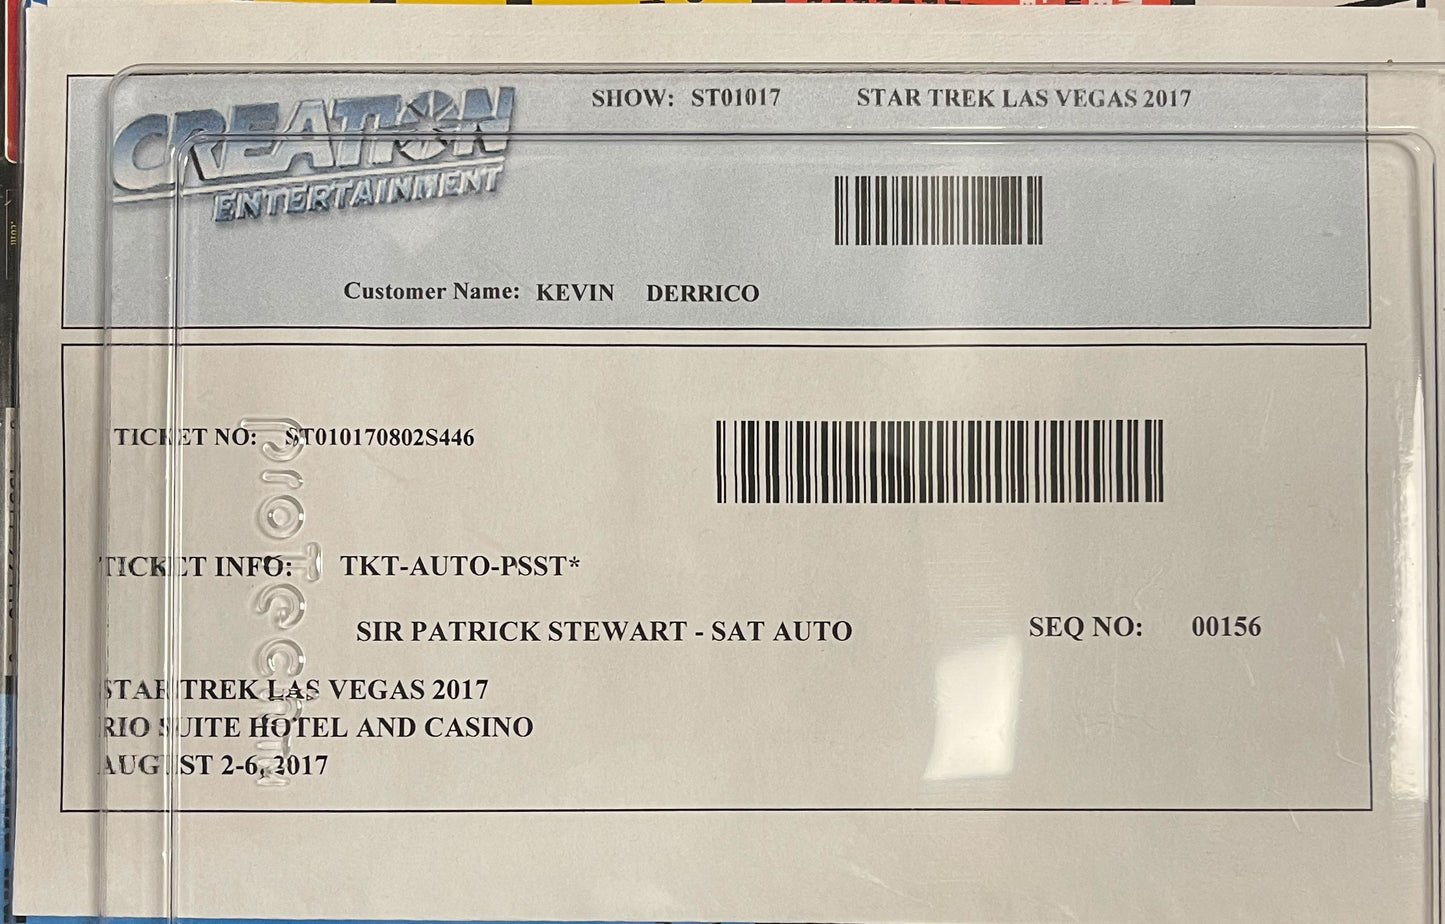 CREATION
ENTERTAINMENT
SHOW: ST01017 STAR TREK LAS VEGAS 2017
Customer Name: KEVIN DERRICO
TICKET NO: ST010170802S446
TICKET INFO: TKT-AUTO-PSST*
SIR PATRICK STEWART - SAT AUTO SEQ NO: 00156
STAR TREK LAS VEGAS 2017
RIO SUITE HOTEL AND CASINO
AUGUST 2-6, 2017
proTech